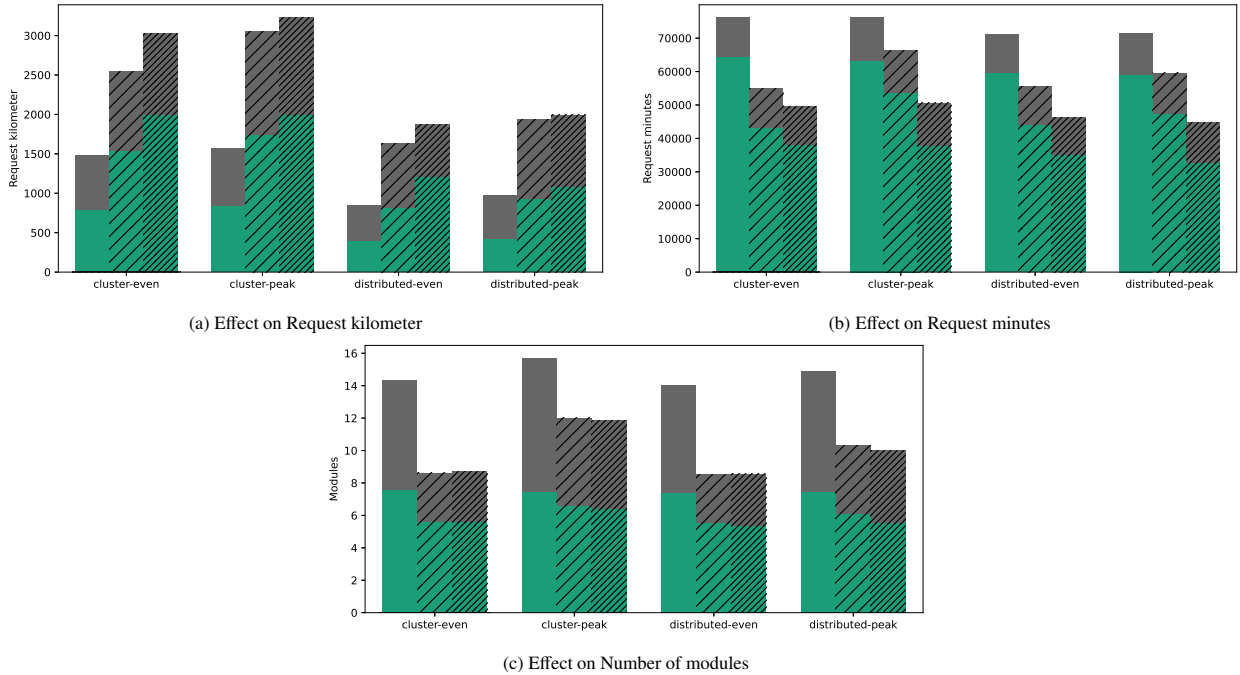 3000
2500
2000
1500
1000
500
0
Request kilometer
cluster-even cluster-peak distributed-even distributed-peak
(a) Effect on Request kilometer
70000
60000
50000
40000
30000
20000
10000
0
Request minutes
cluster-even cluster-peak distributed-even distributed-peak
(b) Effect on Request minutes
16
14
12
10
8
6
4
2
0
Modules
cluster-even cluster-peak distributed-even distributed-peak
(c) Effect on Number of modules